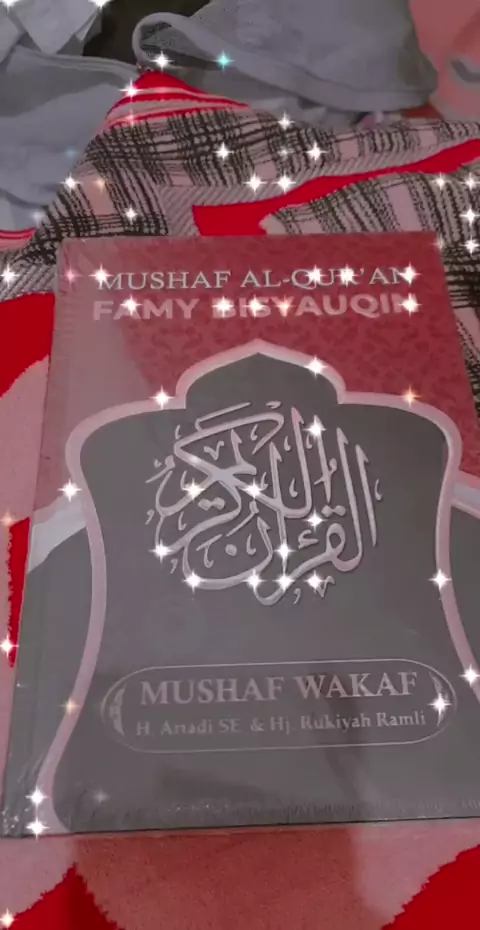 MUSHAF AL-QUR'AN
FAMY BISYAUQIN
القرآن الكريم
MUSHAF WAKAF
H. Arradi SE. & Hj. Rukiyah Ramli